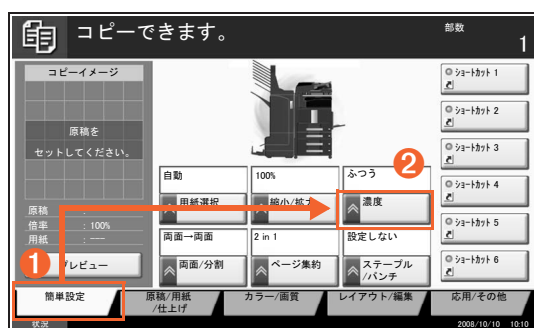 コピーできます。
部数
1
コピーイメージ
原稿を
セットしてください。
原稿 :
倍率 : 100%
用紙 : ---
プレビュー
自動
用紙選択
100%
縮小/拡大
ふつう
濃度
両面→両面
両面/分割
2 in 1
ページ集約
設定しない
ステープル
/パンチ
ショートカット 1
ショートカット 2
ショートカット 3
ショートカット 4
ショートカット 5
ショートカット 6
1
2
簡単設定
原稿/用紙
/仕上げ
カラー/画質
レイアウト/編集
応用/その他
状況
2008/10/10 10:10